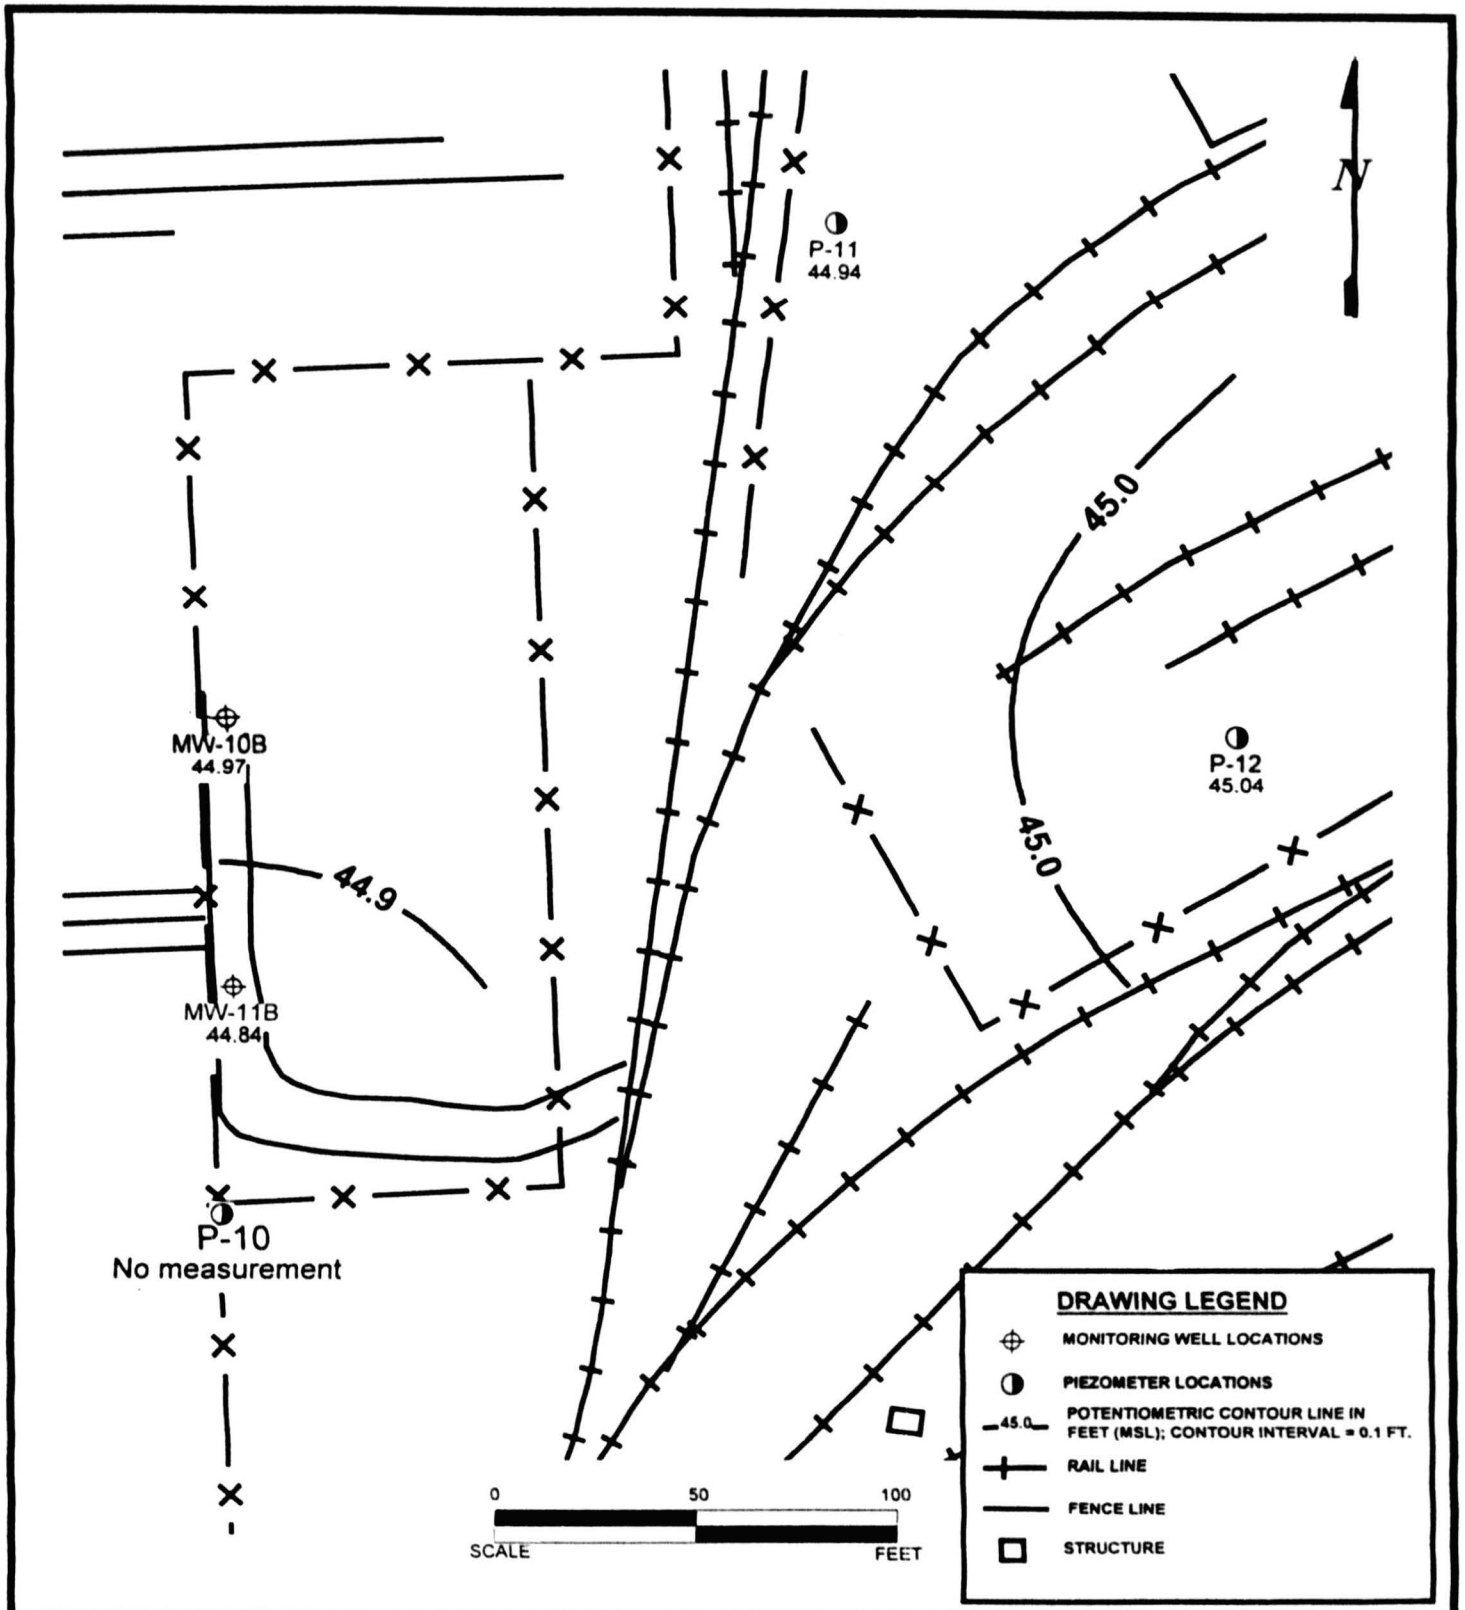 N
P-11
44.94
45.0
MW-10B
44.97
P-12
45.04
45.0
44.9
MW-11B
44.84
P-10
No measurement
DRAWING LEGEND
MONITORING WELL LOCATIONS
PIEZOMETER LOCATIONS
45.0 POTENTIOMETRIC CONTOUR LINE IN
FEET (MSL); CONTOUR INTERVAL = 0.1 FT.
RAIL LINE
FENCE LINE
STRUCTURE
0 50 100
SCALE FEET